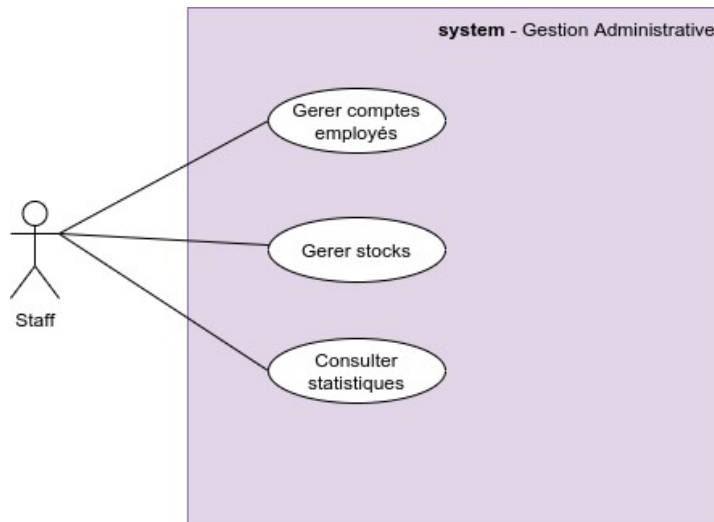 system - Gestion Administrative
Gerer comptes
employés
Gerer stocks
Staff
Consulter
statistiques